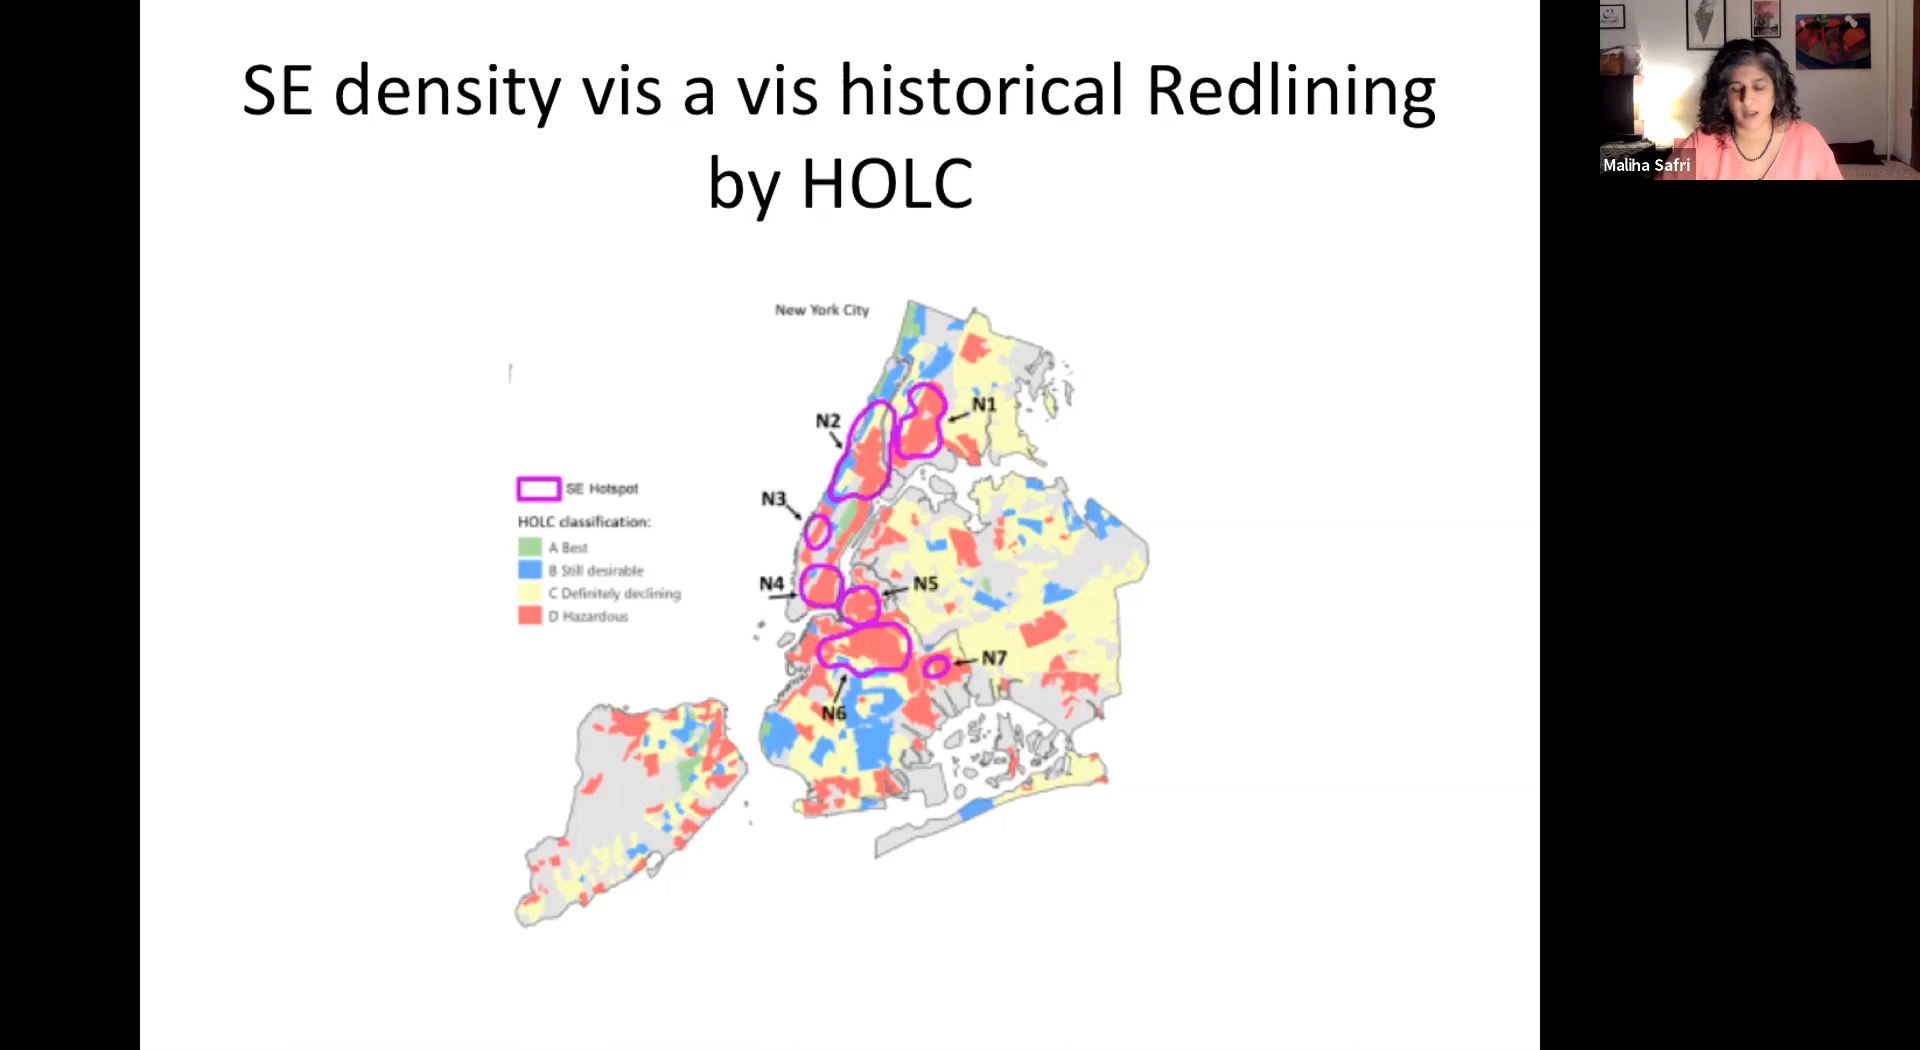 SE density vis a vis historical Redlining
by HOLC
Maliha Safri
New York City
N1
N2
N3
N4
N5
N7
N6
SE Hotspot
HOLC classification:
A Best
B Still desirable
C Definitely declining
D Hazardous